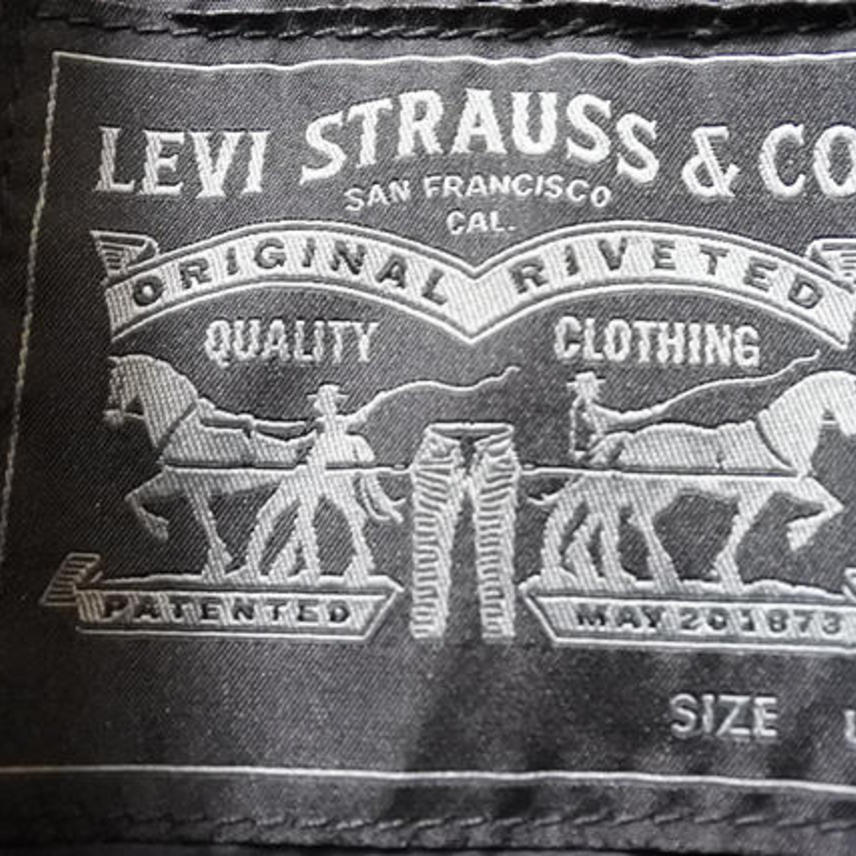 LEVI STRAUSS & CO
SAN FRANCISCO
CAL.
ORIGINAL RIVETED
QUALITY CLOTHING
PATENTED MAY 20 1873
SIZE